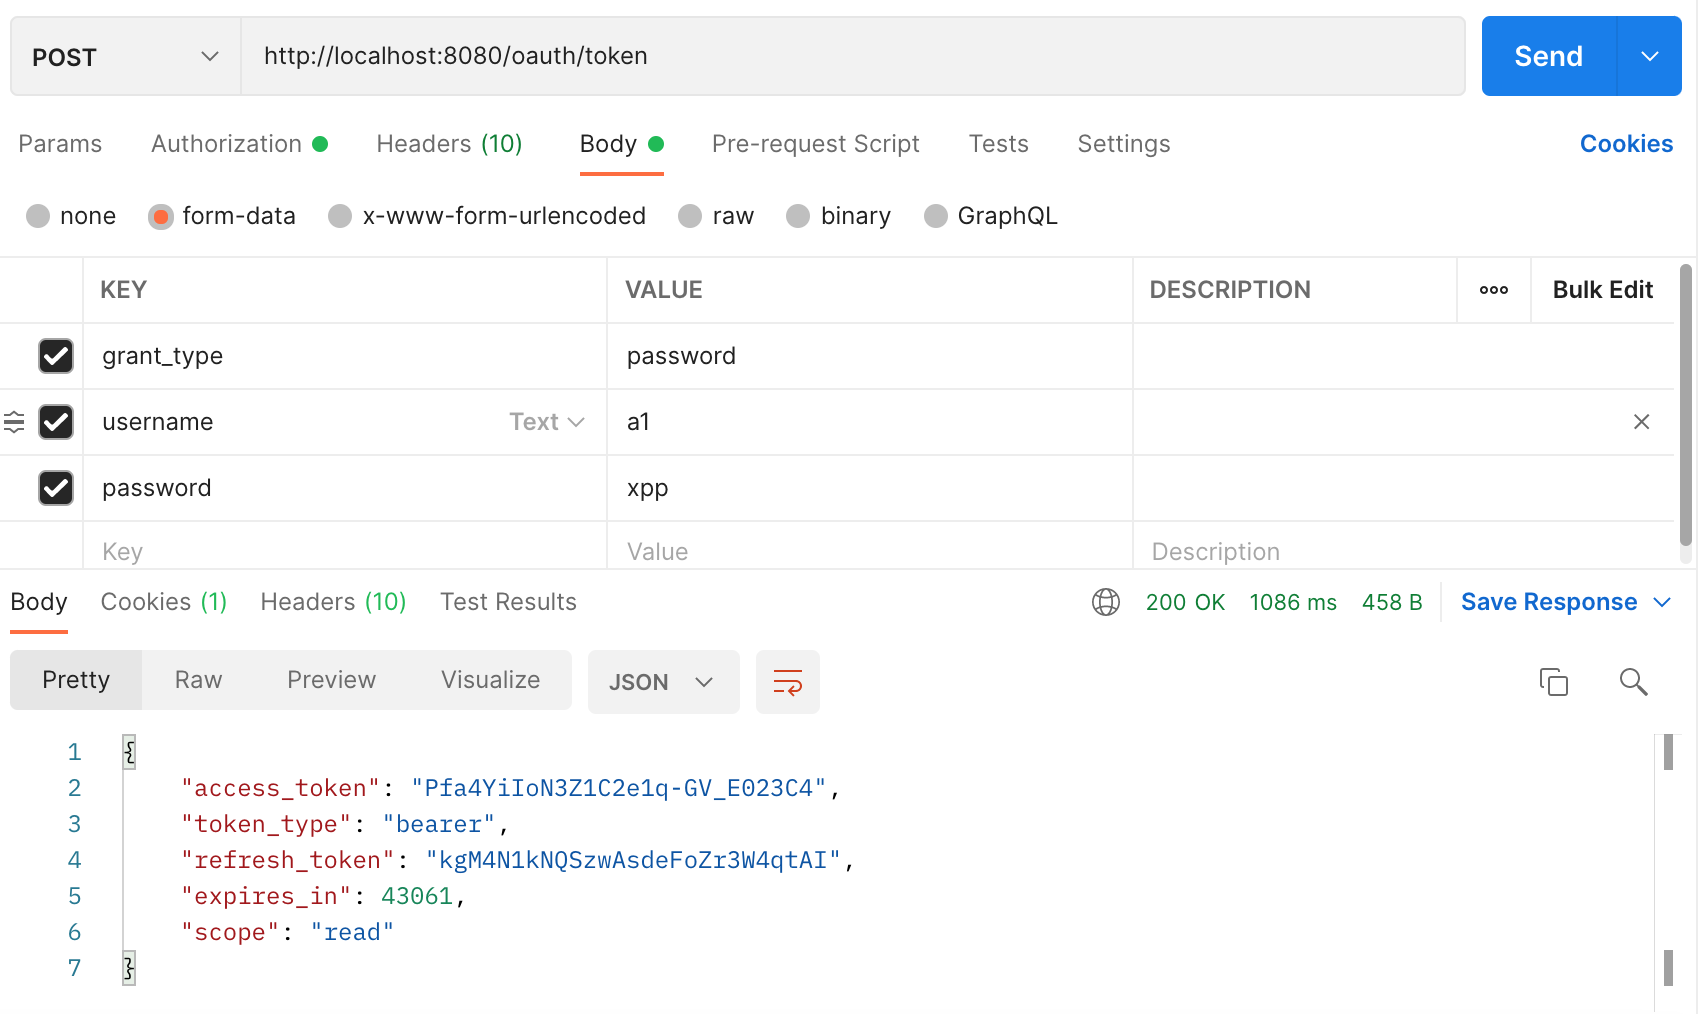 POST http://localhost:8080/oauth/token Send
Params Authorization Headers (10) Body Pre-request Script Tests Settings Cookies
none form-data x-www-form-urlencoded raw binary GraphQL
KEY VALUE DESCRIPTION ooo Bulk Edit
grant_type password
username Text a1
password xpp
Key Value Description
Body Cookies (1) Headers (10) Test Results 200 OK 1086 ms 458 B Save Response
Pretty Raw Preview Visualize JSON
1 {
2 "access_token": "Pfa4YiIoN3Z1C2e1q-GV_E023C4",
3 "token_type": "bearer",
4 "refresh_token": "kgM4N1kNQSzwAsdeFoZr3W4qtAI",
5 "expires_in": 43061,
6 "scope": "read"
7 }